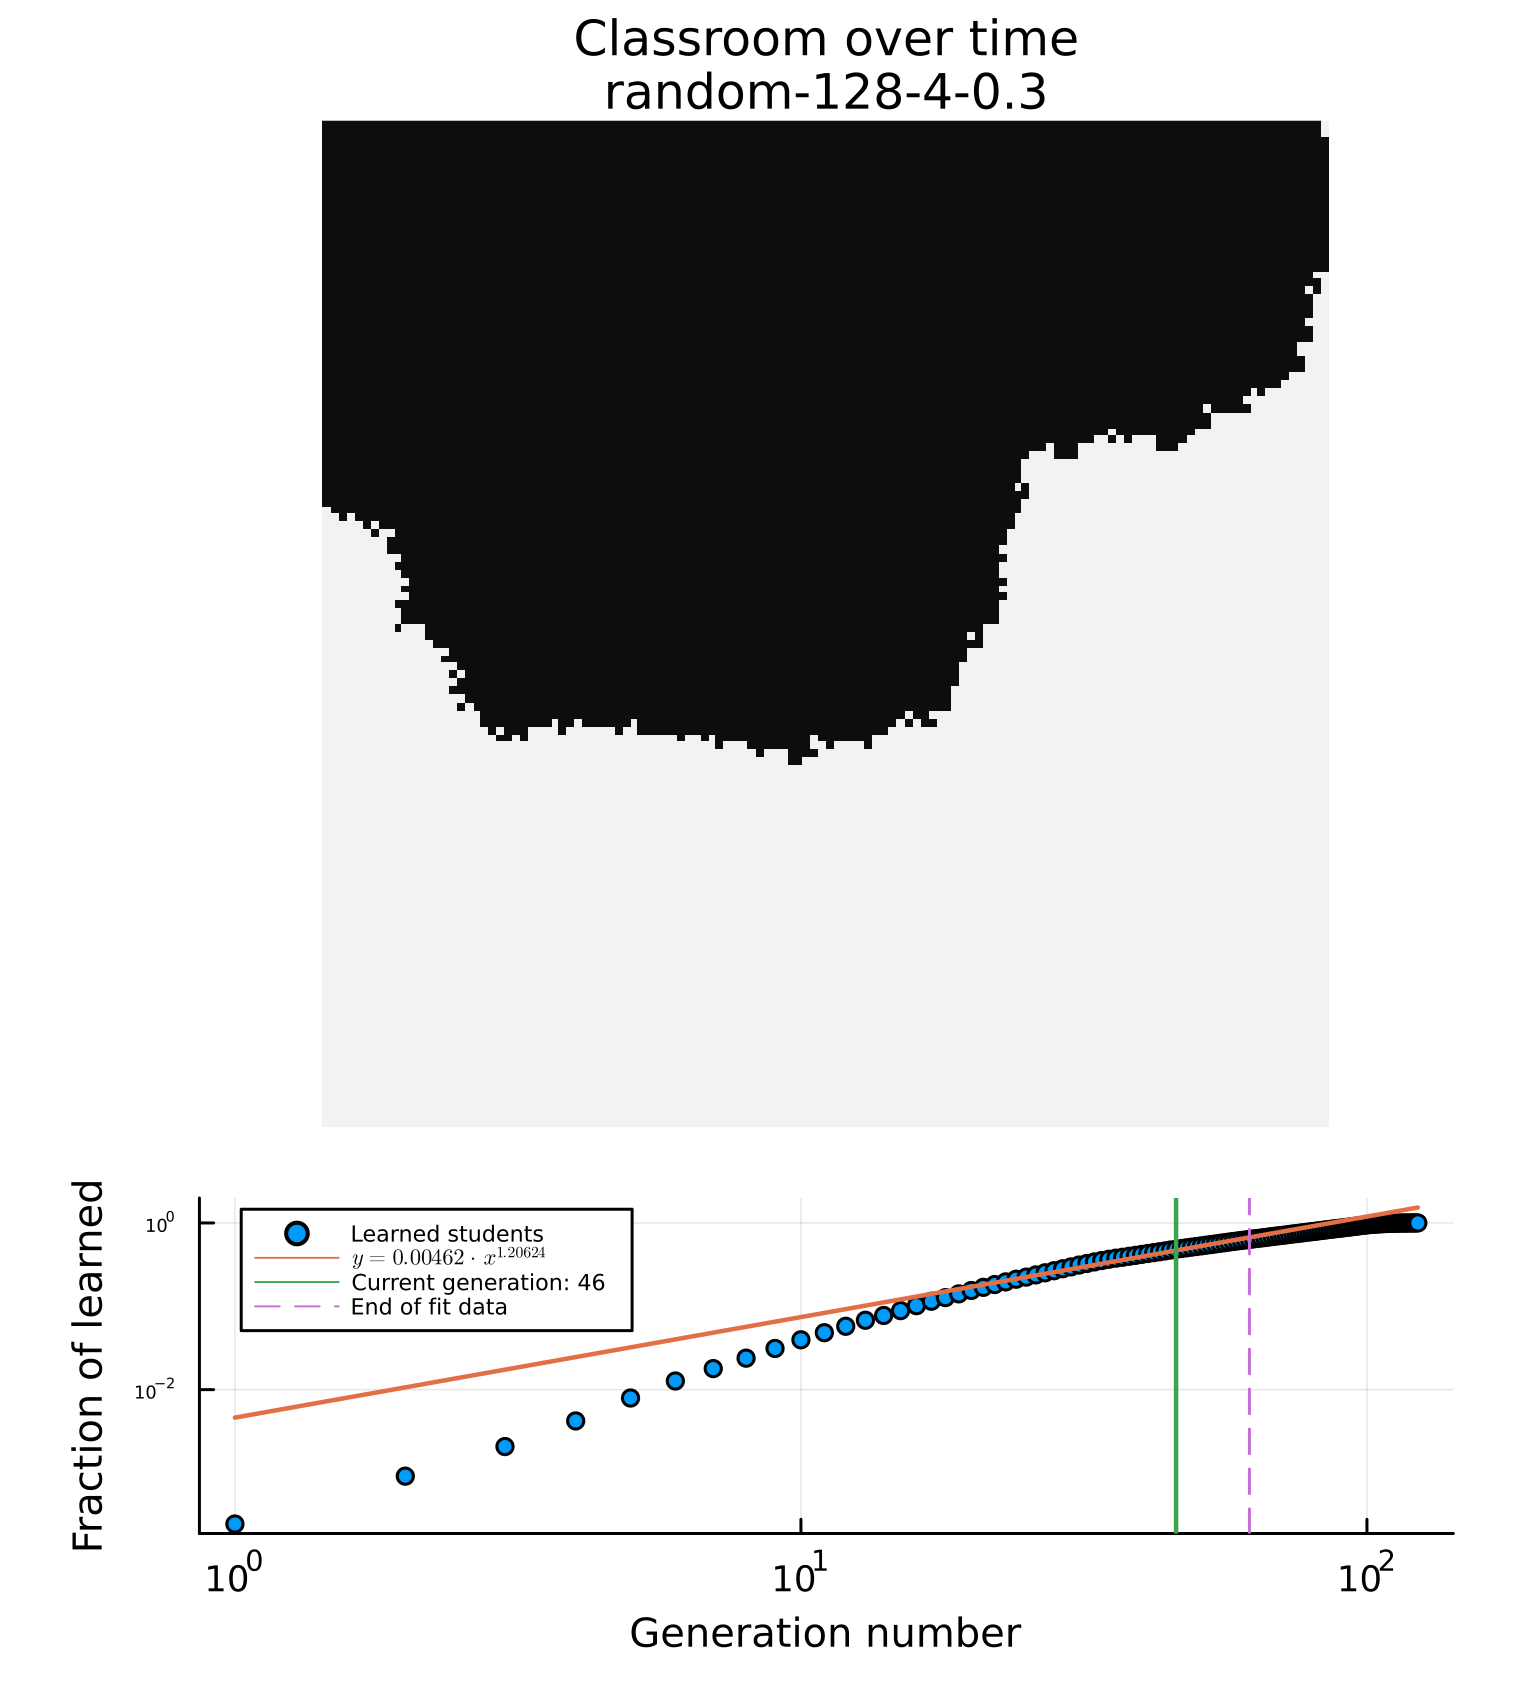 Classroom over time
random-128-4-0.3
Fraction of learned
10^0
10^-2
Learned students
y = 0.00462 · x^1.20624
Current generation: 46
End of fit data
10^0 10^1 10^2
Generation number